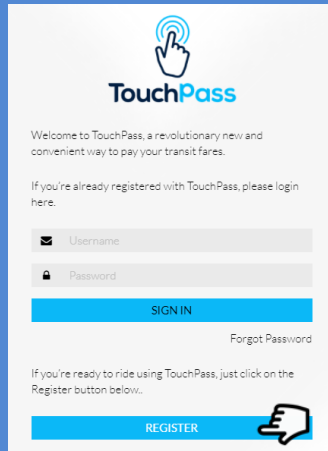 TouchPass
Welcome to TouchPass, a revolutionary new and
convenient way to pay your transit fares.
If you're already registered with TouchPass, please login
here.
Username
Password
SIGN IN
Forgot Password
If you're ready to ride using TouchPass, just click on the
Register button below..
REGISTER